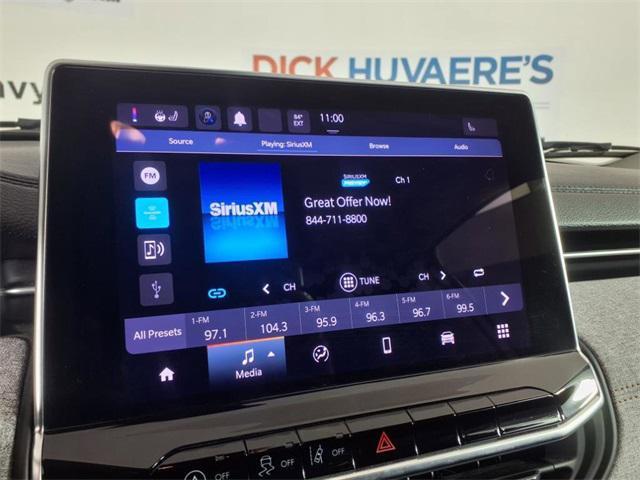 DICK HUVAERE'S
avy
84°
EXT
11:00
Source Playing: SiriusXM Browse Audio
FM
SiriusXM
SIRIUSXM
PREVIEW
Ch 1
Great Offer Now!
844-711-8800
CH TUNE CH
All Presets
1-FM 2-FM 3-FM 4-FM 5-FM 6-FM
97.1 104.3 95.9 96.3 96.7 99.5
Media
OFF OFF OFF